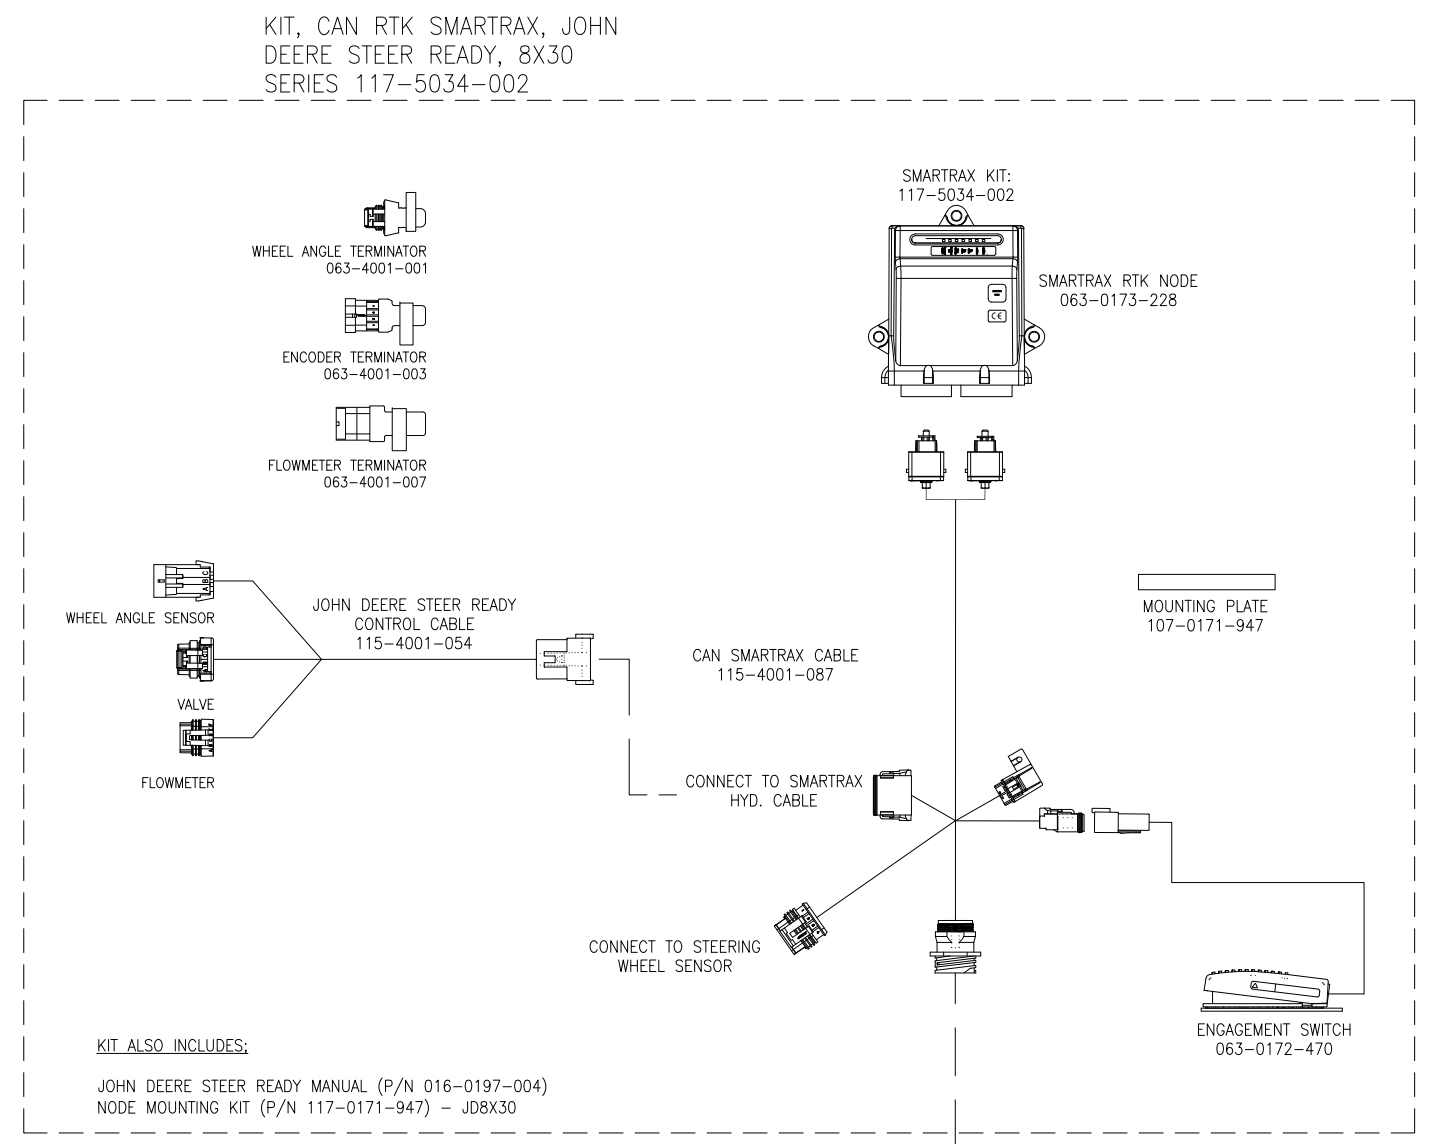 KIT, CAN RTK SMARTRAX, JOHN
DEERE STEER READY, 8X30
SERIES 117-5034-002
SMARTRAX KIT:
117-5034-002
WHEEL ANGLE TERMINATOR
063-4001-001
SMARTRAX RTK NODE
063-0173-228
CE
ENCODER TERMINATOR
063-4001-003
FLOWMETER TERMINATOR
063-4001-007
A B C
WHEEL ANGLE SENSOR
JOHN DEERE STEER READY
CONTROL CABLE
115-4001-054
MOUNTING PLATE
107-0171-947
CAN SMARTRAX CABLE
115-4001-087
VALVE
FLOWMETER
CONNECT TO SMARTRAX
HYD. CABLE
CONNECT TO STEERING
WHEEL SENSOR
ENGAGEMENT SWITCH
063-0172-470
KIT ALSO INCLUDES;
JOHN DEERE STEER READY MANUAL (P/N 016-0197-004)
NODE MOUNTING KIT (P/N 117-0171-947) - JD8X30